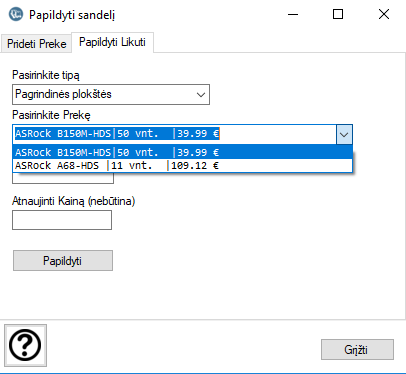 Papildyti sandelį
Prideti Preke
Papildyti Likuti
Pasirinkite tipą
Pagrindinės plokštės
Pasirinkite Prekę
ASRock B150M-HDS|50 vnt. |39.99 €
ASRock B150M-HDS|50 vnt. |39.99 €
ASRock A68-HDS |11 vnt. |109.12 €
Atnaujinti Kainą (nebūtina)
Papildyti
?
Grįžti